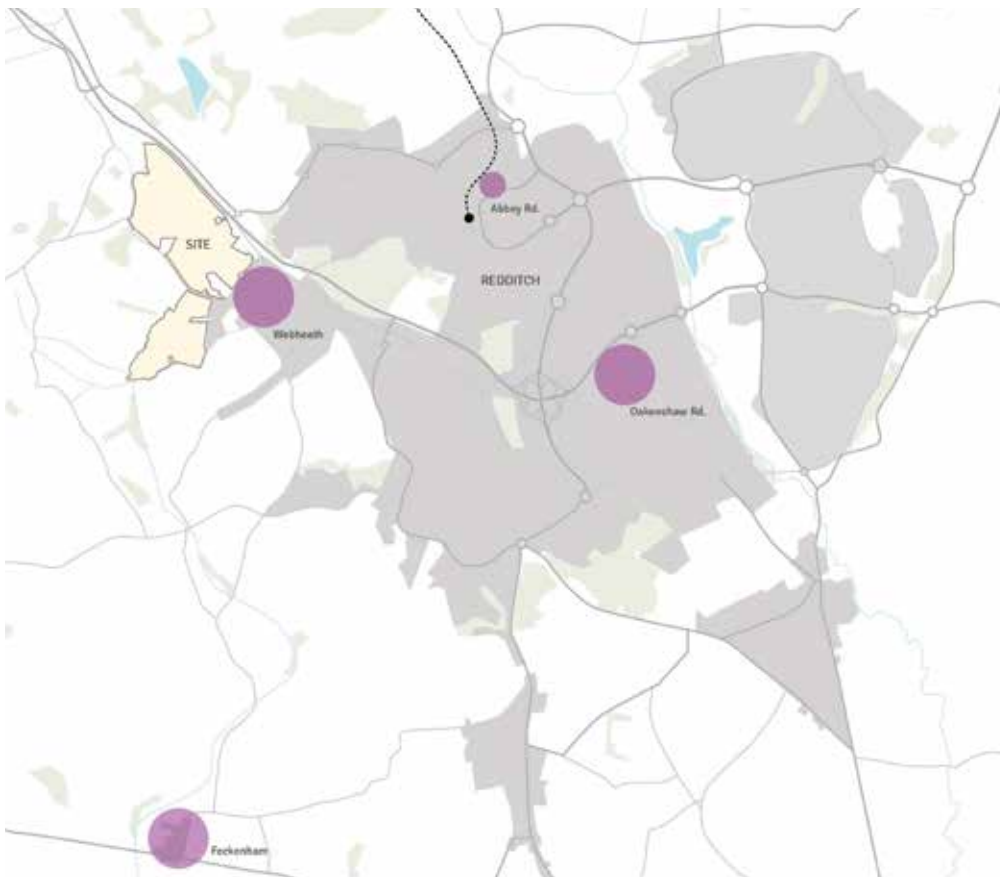 Abbey Rd.
SITE
REDDITCH
Webheath
Oakenshaw Rd.
Feckenham